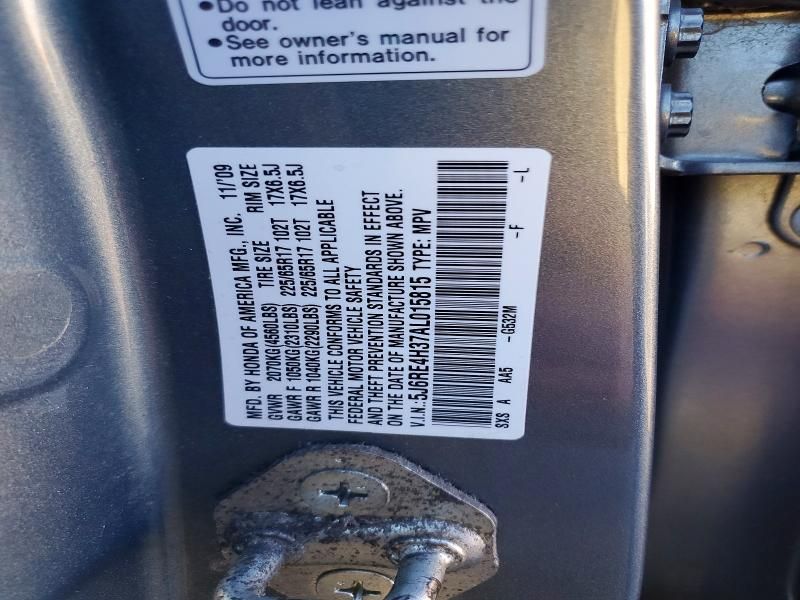 •Do not lean against the
door.
•See owner's manual for
more information.
MFD. BY HONDA OF AMERICA MFG., INC. 11/'09
GVWR 2070KG(4560LBS) TIRE SIZE RIM SIZE
GAWR F 1050KG(2310LBS) 225/65R17 102T 17X6.5J
GAWR R 1040KG(2290LBS) 225/65R17 102T 17X6.5J
THIS VEHICLE CONFORMS TO ALL APPLICABLE
FEDERAL MOTOR VEHICLE SAFETY
AND THEFT PREVENTION STANDARDS IN EFFECT
ON THE DATE OF MANUFACTURE SHOWN ABOVE.
V.I.N.:5J6RE4H37AL015815 TYPE: MPV
SXS A AA5 -G532M -F -L